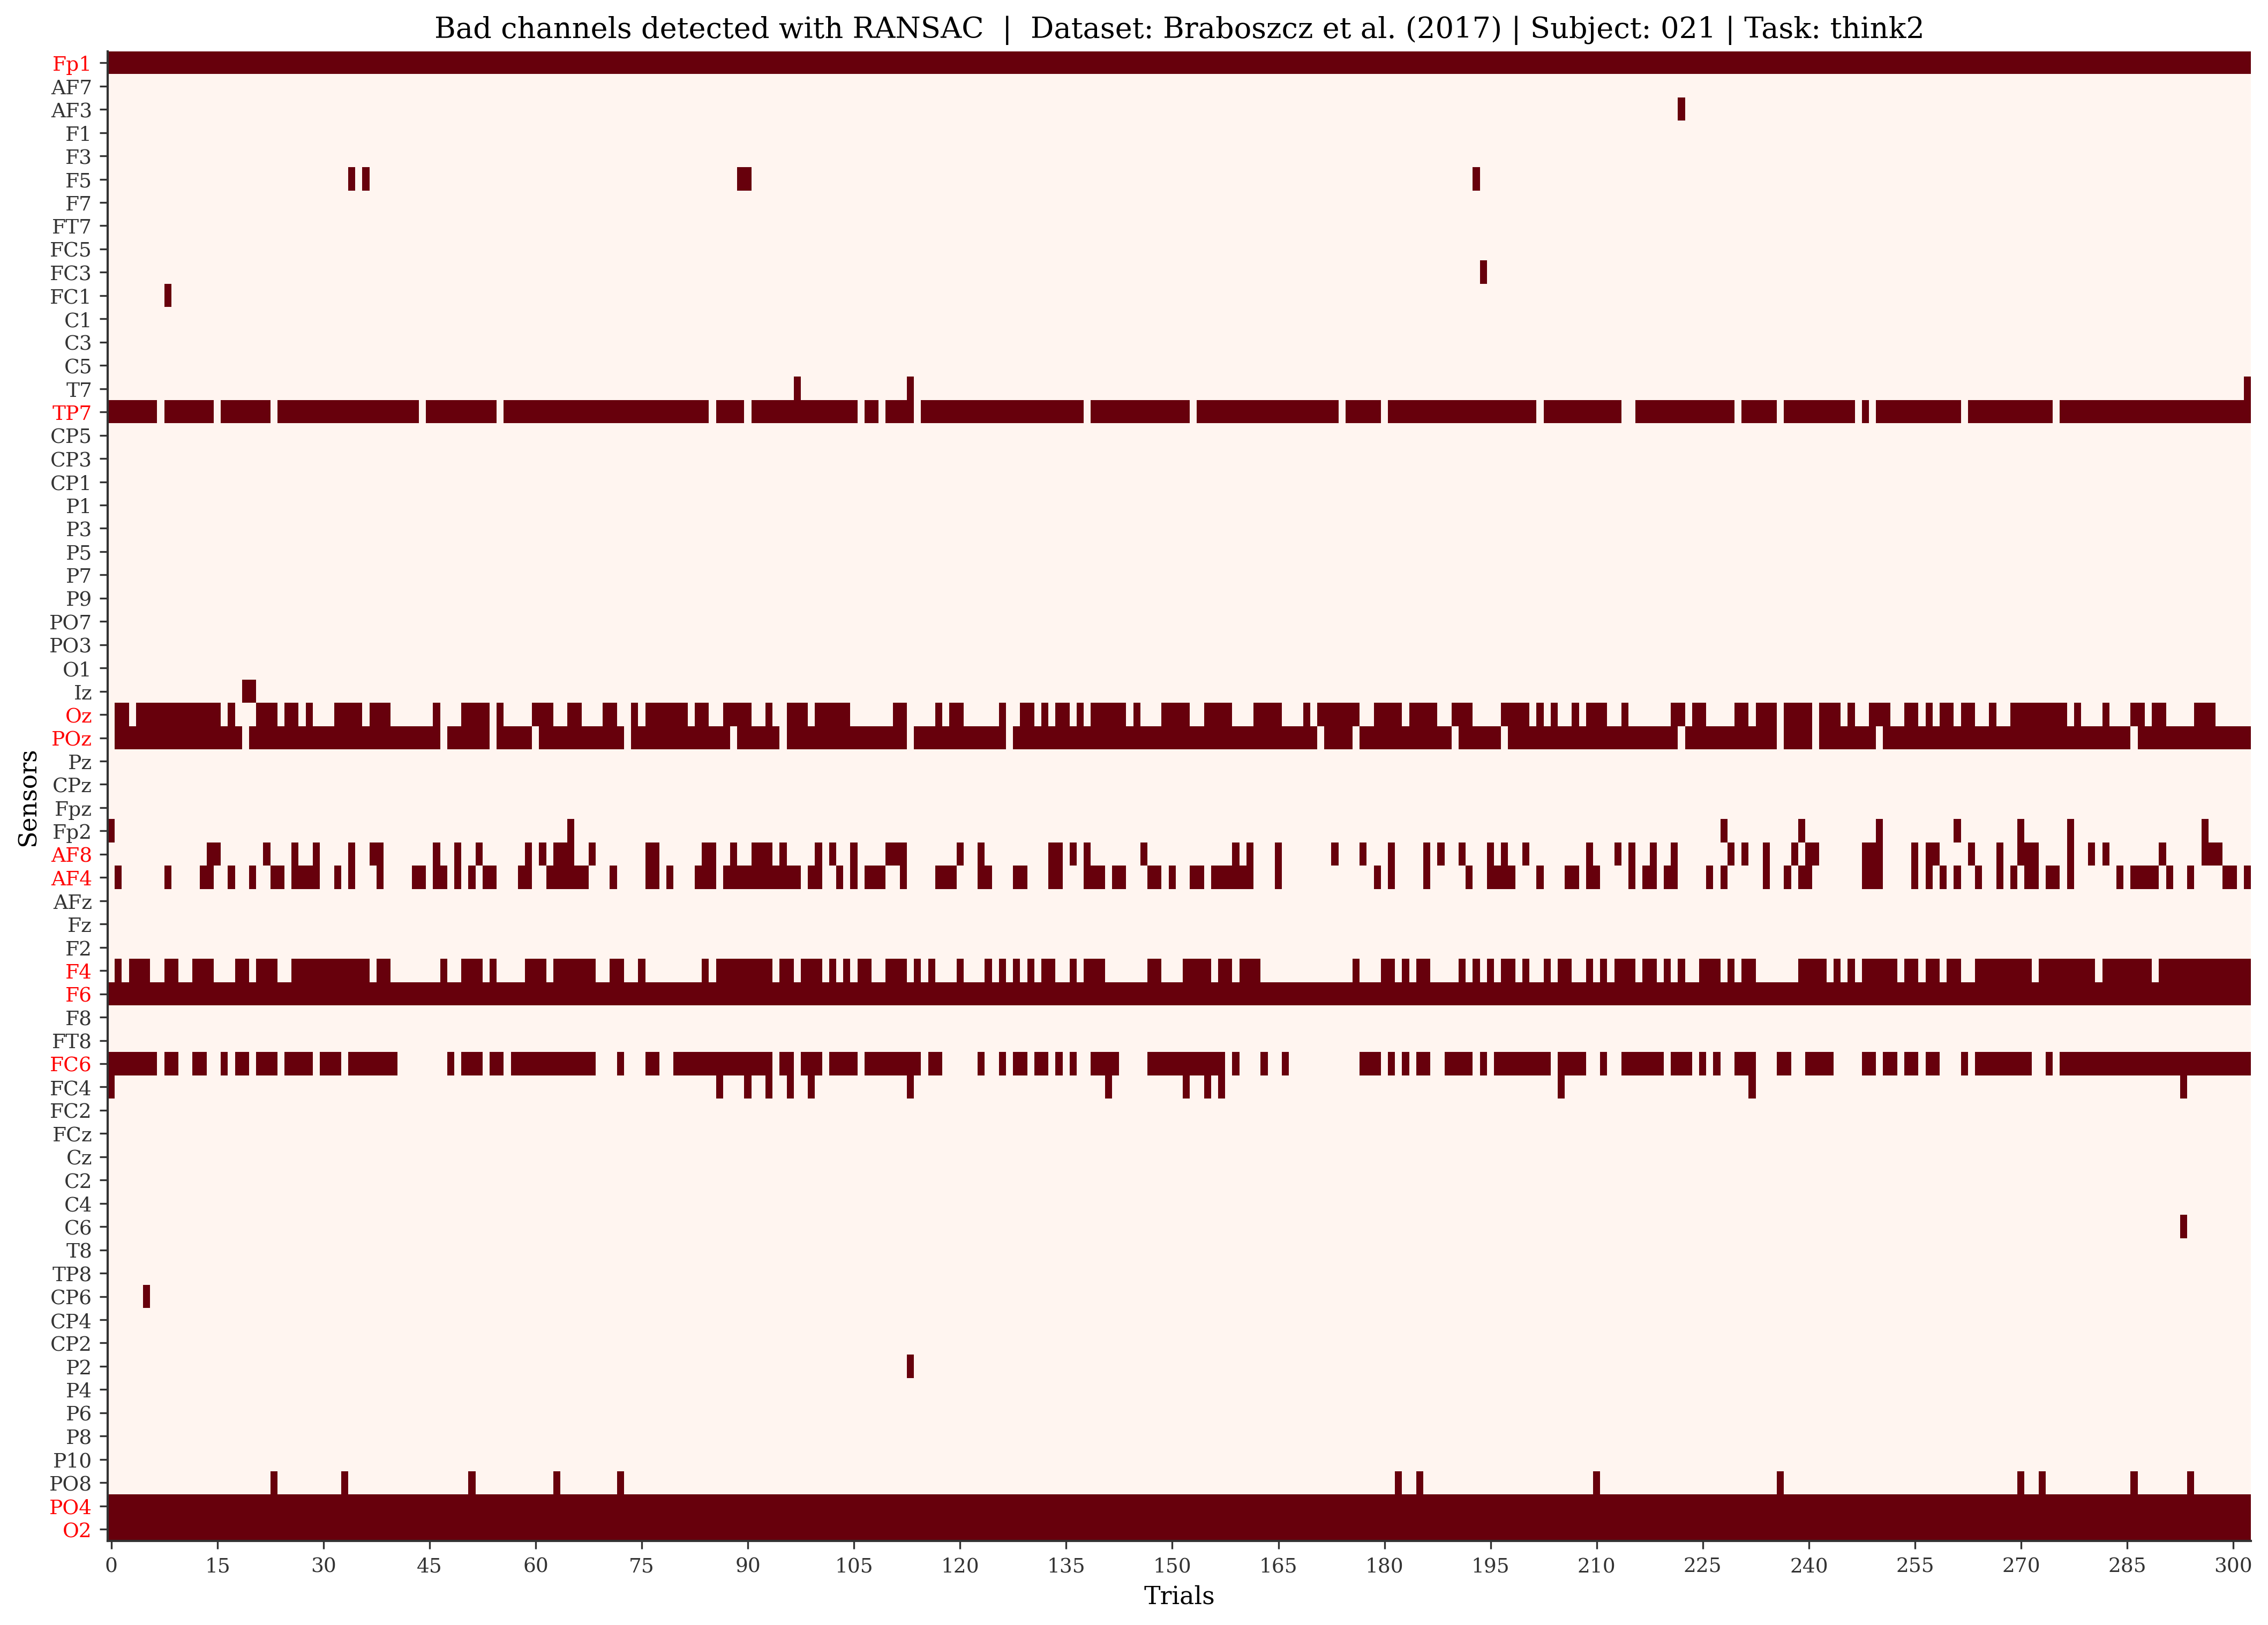 Bad channels detected with RANSAC | Dataset: Braboszcz et al. (2017) | Subject: 021 | Task: think2
Sensors
Fp1
AF7
AF3
F1
F3
F5
F7
FT7
FC5
FC3
FC1
C1
C3
C5
T7
TP7
CP5
CP3
CP1
P1
P3
P5
P7
P9
PO7
PO3
O1
Iz
Oz
POz
Pz
CPz
Fpz
Fp2
AF8
AF4
AFz
Fz
F2
F4
F6
F8
FT8
FC6
FC4
FC2
FCz
Cz
C2
C4
C6
T8
TP8
CP6
CP4
CP2
P2
P4
P6
P8
P10
PO8
PO4
O2
0 15 30 45 60 75 90 105 120 135 150 165 180 195 210 225 240 255 270 285 300
Trials